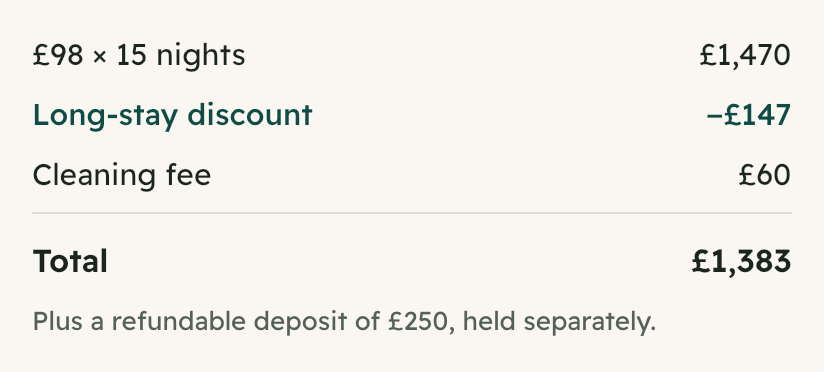 £98 × 15 nights £1,470
Long-stay discount −£147
Cleaning fee £60
Total £1,383
Plus a refundable deposit of £250, held separately.